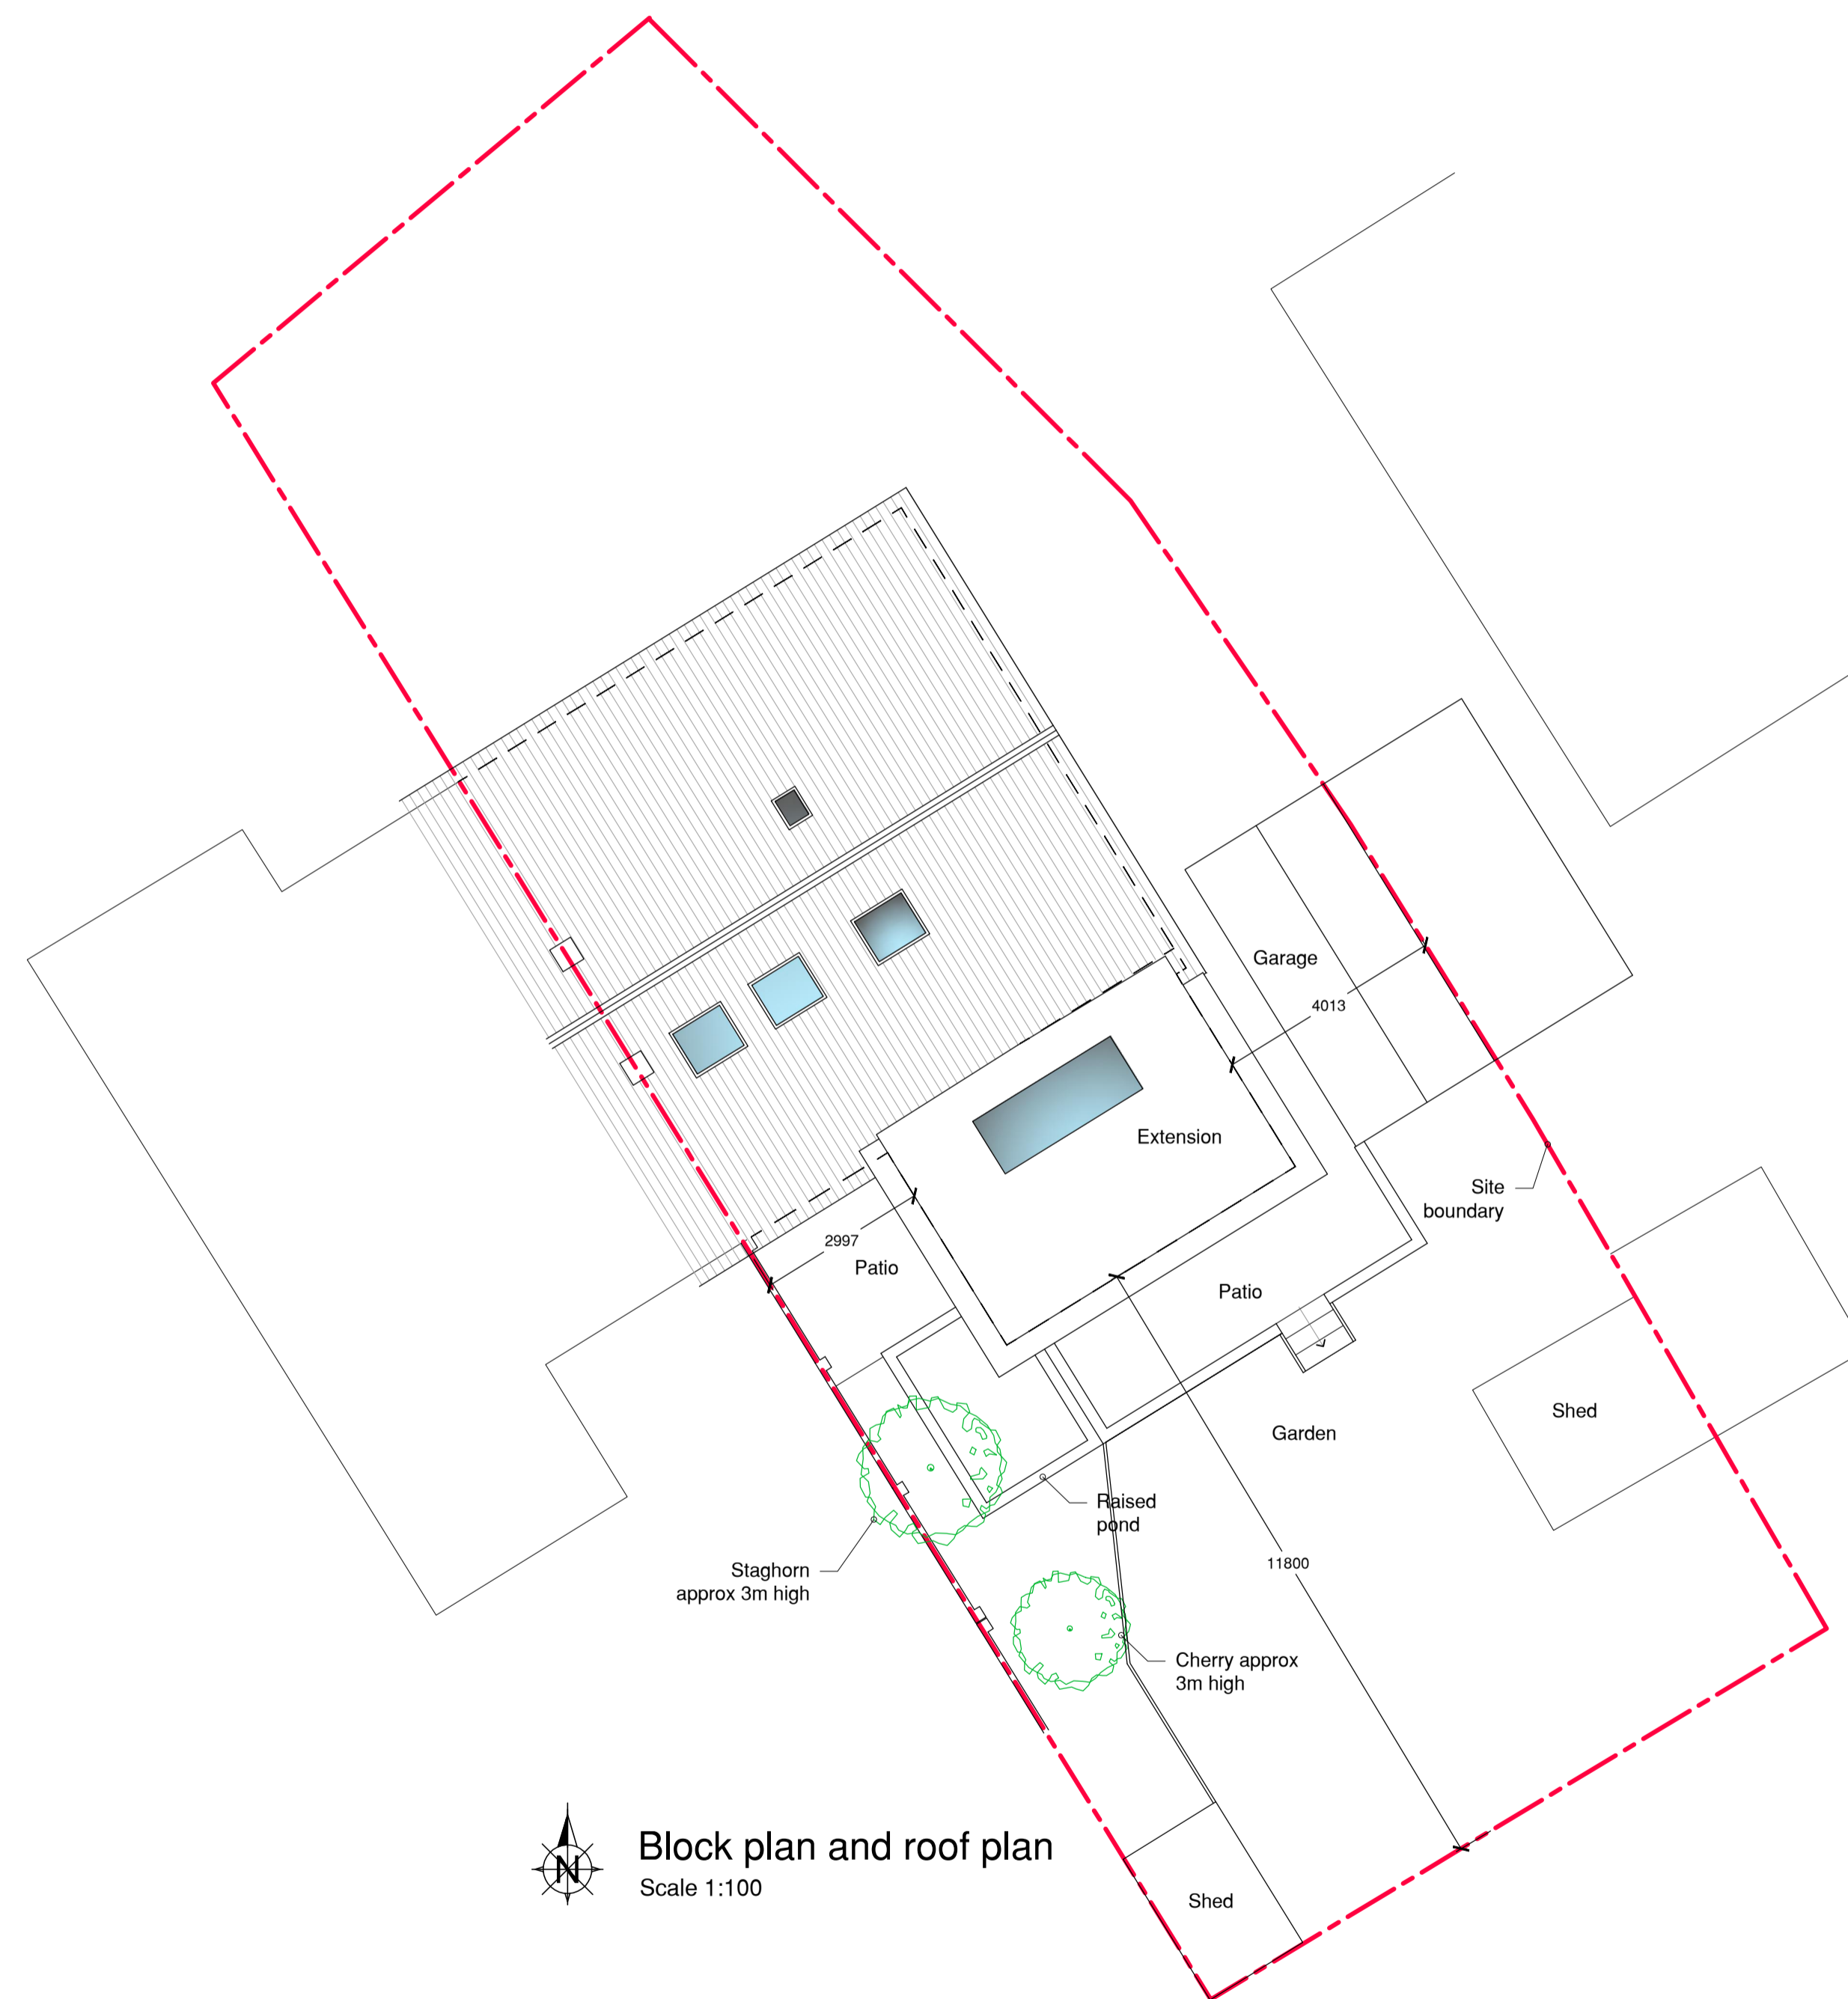 Garage
4013
Extension
Site
boundary
2997
Patio
Patio
Shed
Garden
Raised
pond
Staghorn
approx 3m high
11800
Cherry approx
3m high
N
Block plan and roof plan
Scale 1:100
Shed